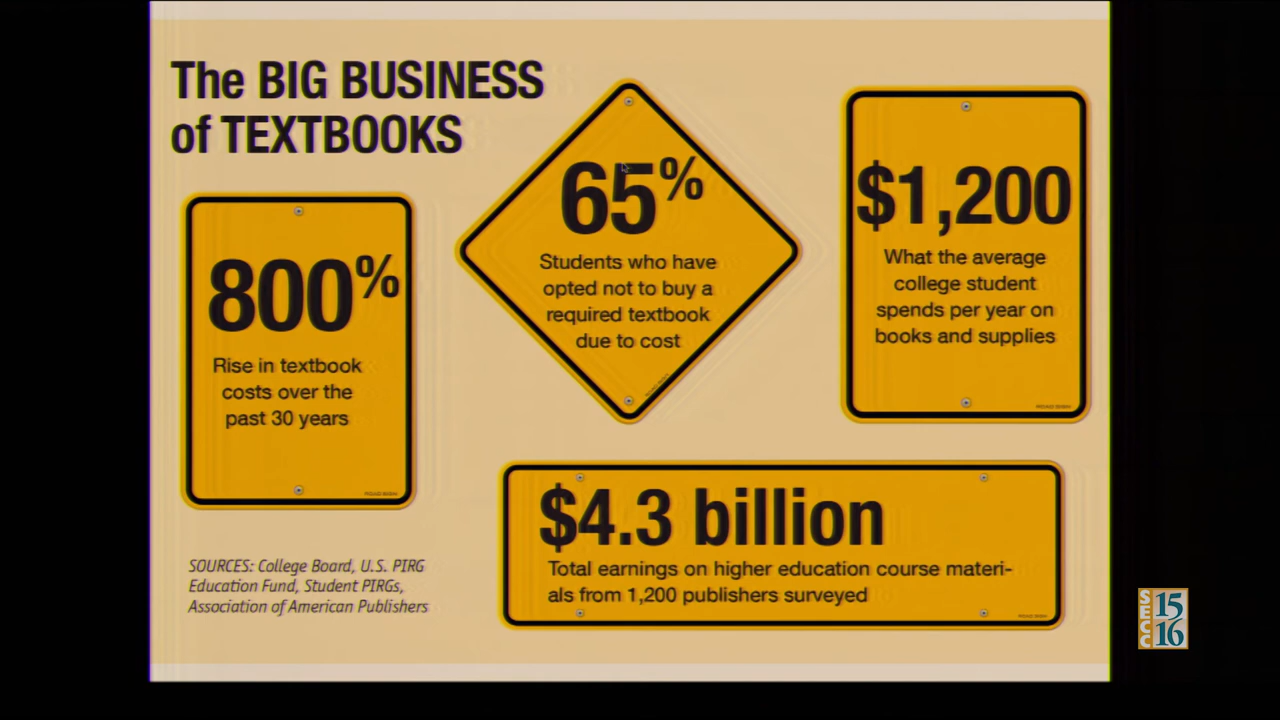 The BIG BUSINESS
of TEXTBOOKS
800%
Rise in textbook
costs over the
past 30 years
65%
Students who have
opted not to buy a
required textbook
due to cost
$1,200
What the average
college student
spends per year on
books and supplies
$4.3 billion
Total earnings on higher education course materi-
als from 1,200 publishers surveyed
SOURCES: College Board, U.S. PIRG
Education Fund, Student PIRGs,
Association of American Publishers
SECC
15
16